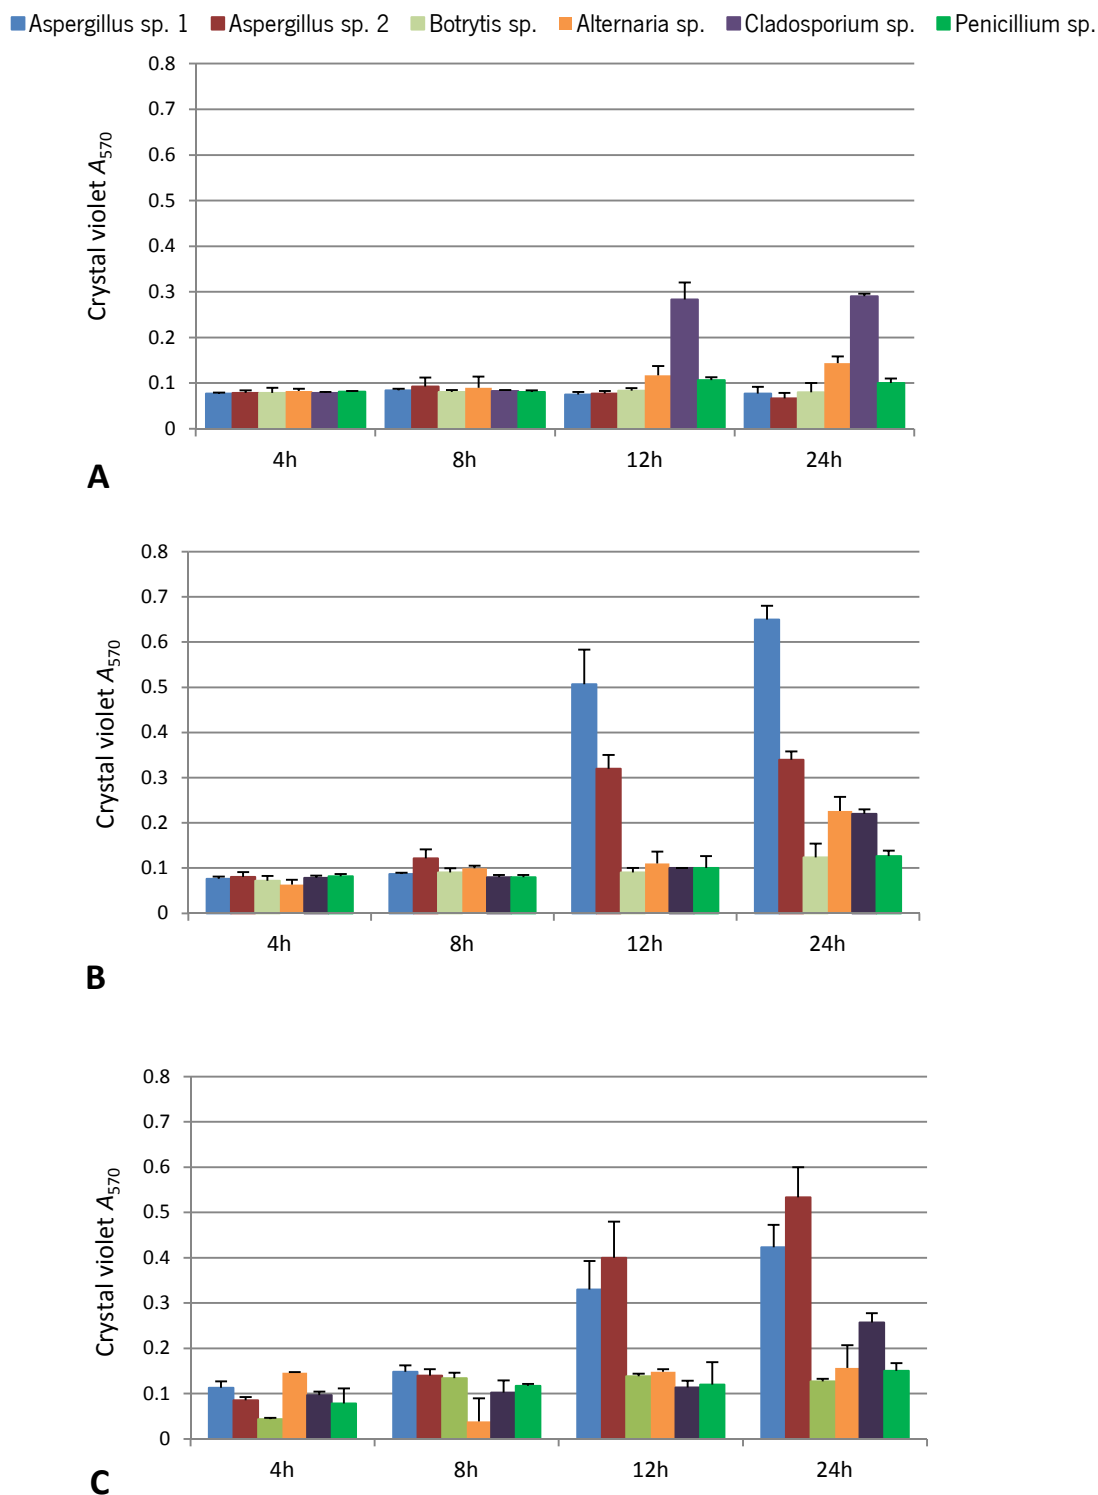 Aspergillus sp. 1 Aspergillus sp. 2 Botrytis sp. Alternaria sp. Cladosporium sp. Penicillium sp.
0.8
0.7
0.6
0.5
0.4
0.3
0.2
0.1
0
Crystal violet A570
4h 8h 12h 24h
A
0.8
0.7
0.6
0.5
0.4
0.3
0.2
0.1
0
Crystal violet A570
4h 8h 12h 24h
B
0.8
0.7
0.6
0.5
0.4
0.3
0.2
0.1
0
Crystal violet A570
4h 8h 12h 24h
C